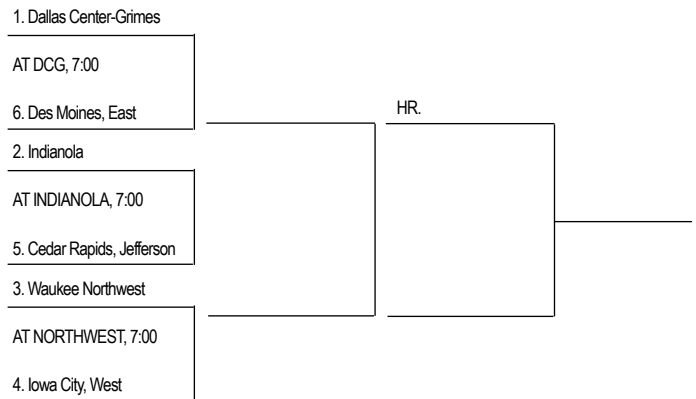 1. Dallas Center-Grimes
AT DCG, 7:00
6. Des Moines, East
2. Indianola
AT INDIANOLA, 7:00
5. Cedar Rapids, Jefferson
3. Waukee Northwest
AT NORTHWEST, 7:00
4. Iowa City, West
HR.